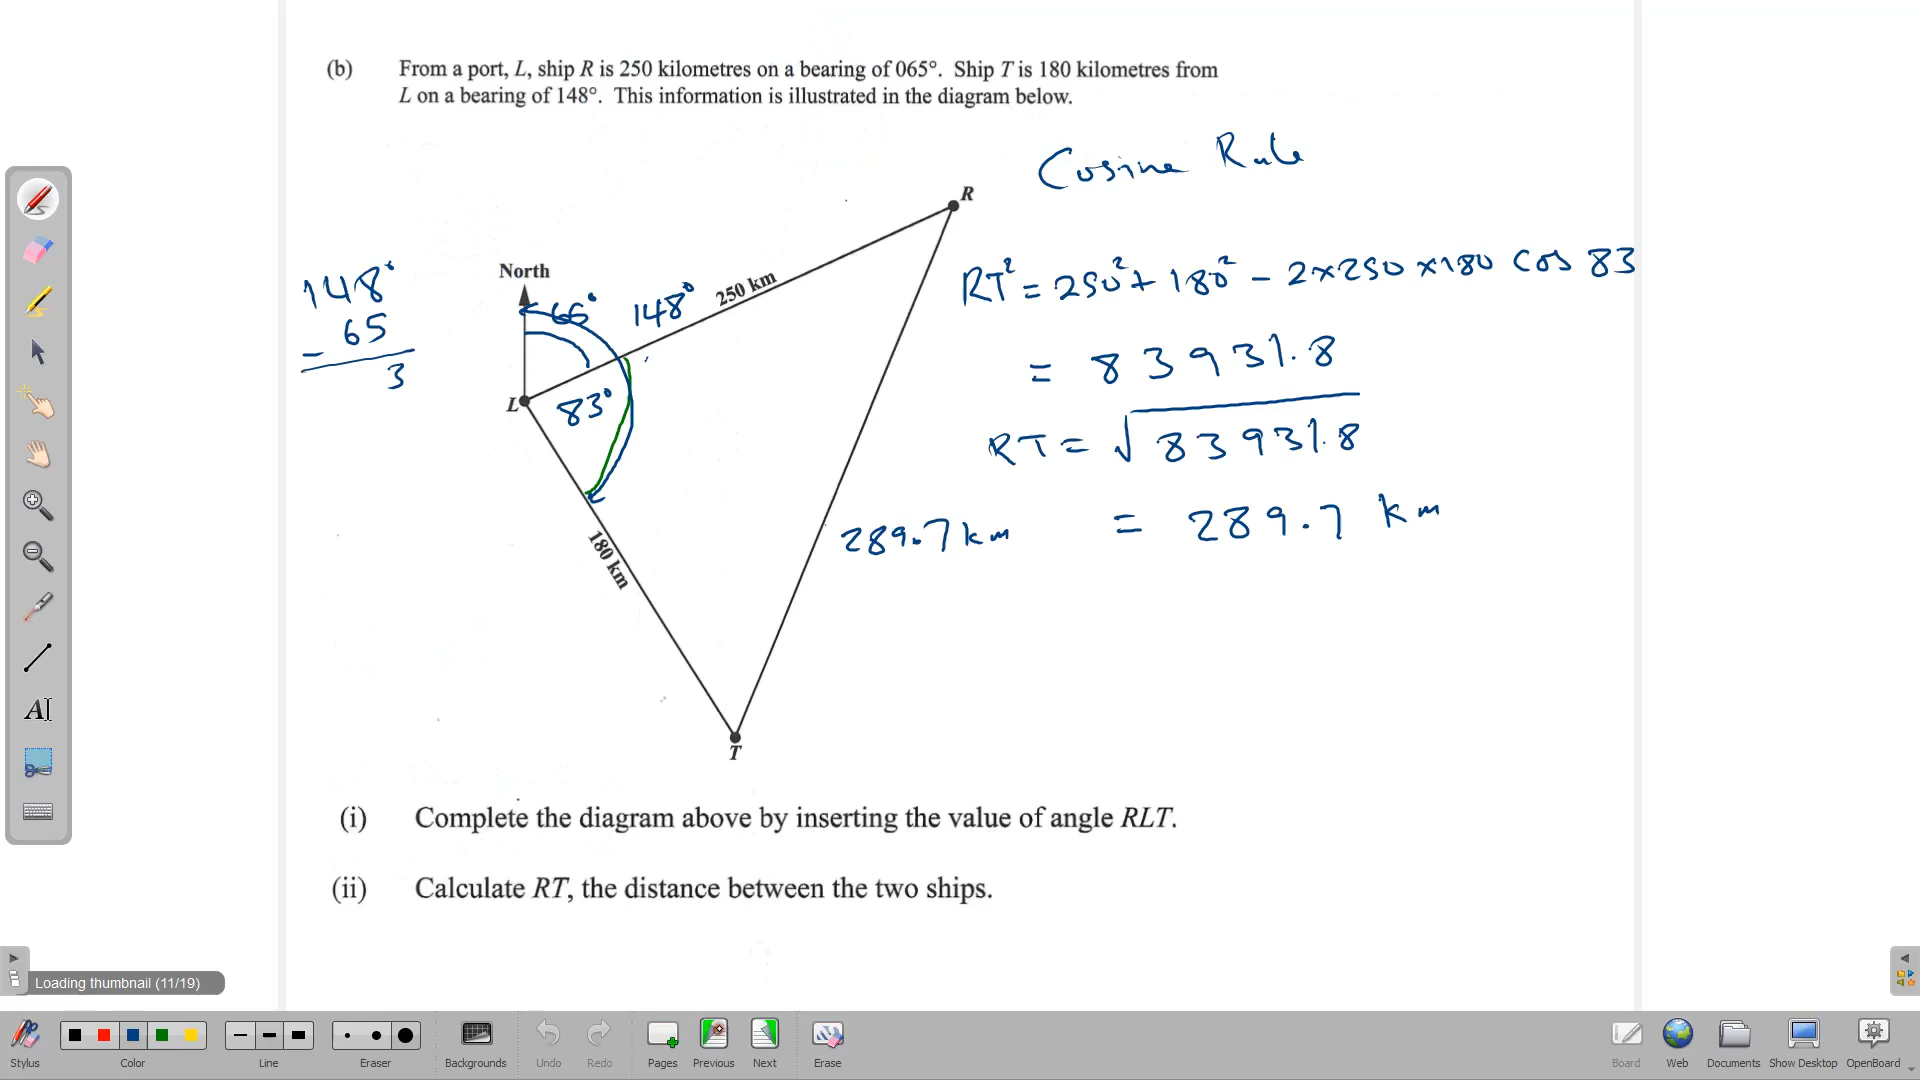 (b) From a port, L, ship R is 250 kilometres on a bearing of 065°. Ship T is 180 kilometres from
L on a bearing of 148°. This information is illustrated in the diagram below.
Cosine Rule
R
North
148°
65
-
3
66°
148°
250 km
RT² = 250² + 180² - 2×250×180 cos 83
= 83931.8
L
83°
RT = √83931.8
= 289.7 km
289.7 km
180 km
T
(i) Complete the diagram above by inserting the value of angle RLT.
(ii) Calculate RT, the distance between the two ships.
A
Loading thumbnail (11/19)
Stylus
Color
Line
Eraser
Backgrounds
Undo
Redo
Pages
Previous
Next
Erase
Board
Web
Documents
Show Desktop
OpenBoard